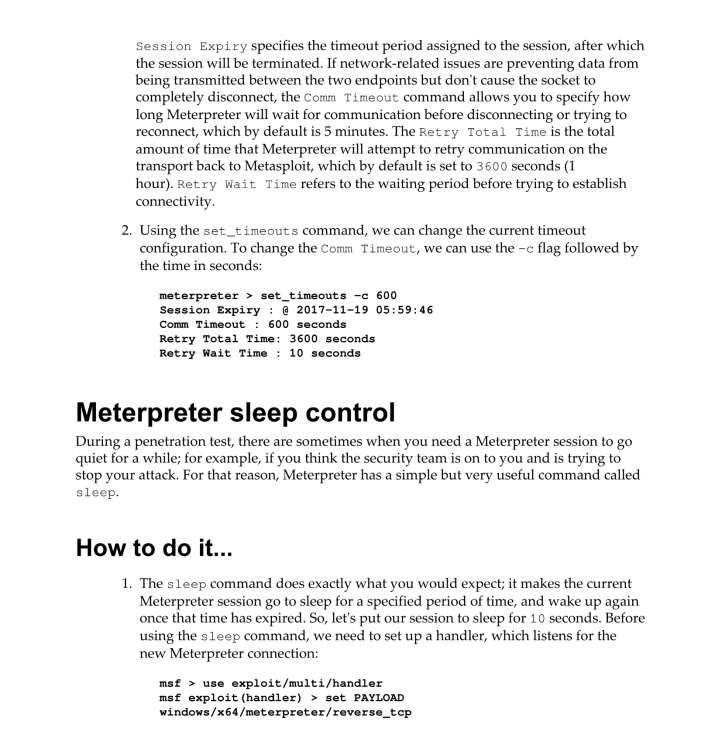 Session Expiry specifies the timeout period assigned to the session, after which
the session will be terminated. If network-related issues are preventing data from
being transmitted between the two endpoints but don't cause the socket to
completely disconnect, the Comm Timeout command allows you to specify how
long Meterpreter will wait for communication before disconnecting or trying to
reconnect, which by default is 5 minutes. The Retry Total Time is the total
amount of time that Meterpreter will attempt to retry communication on the
transport back to Metasploit, which by default is set to 3600 seconds (1
hour). Retry Wait Time refers to the waiting period before trying to establish
connectivity.
2. Using the set_timeouts command, we can change the current timeout
configuration. To change the Comm Timeout, we can use the -c flag followed by
the time in seconds:
meterpreter > set_timeouts -c 600
Session Expiry : @ 2017-11-19 05:59:46
Comm Timeout : 600 seconds
Retry Total Time: 3600 seconds
Retry Wait Time : 10 seconds
Meterpreter sleep control
During a penetration test, there are sometimes when you need a Meterpreter session to go
quiet for a while; for example, if you think the security team is on to you and is trying to
stop your attack. For that reason, Meterpreter has a simple but very useful command called
sleep.
How to do it...
1. The sleep command does exactly what you would expect; it makes the current
Meterpreter session go to sleep for a specified period of time, and wake up again
once that time has expired. So, let's put our session to sleep for 10 seconds. Before
using the sleep command, we need to set up a handler, which listens for the
new Meterpreter connection:
msf > use exploit/multi/handler
msf exploit(handler) > set PAYLOAD
windows/x64/meterpreter/reverse_tcp